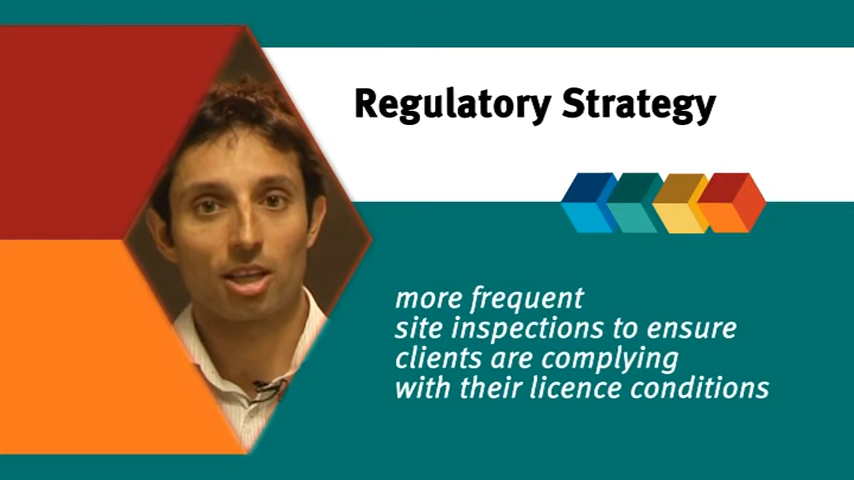 Regulatory Strategy
more frequent
site inspections to ensure
clients are complying
with their licence conditions